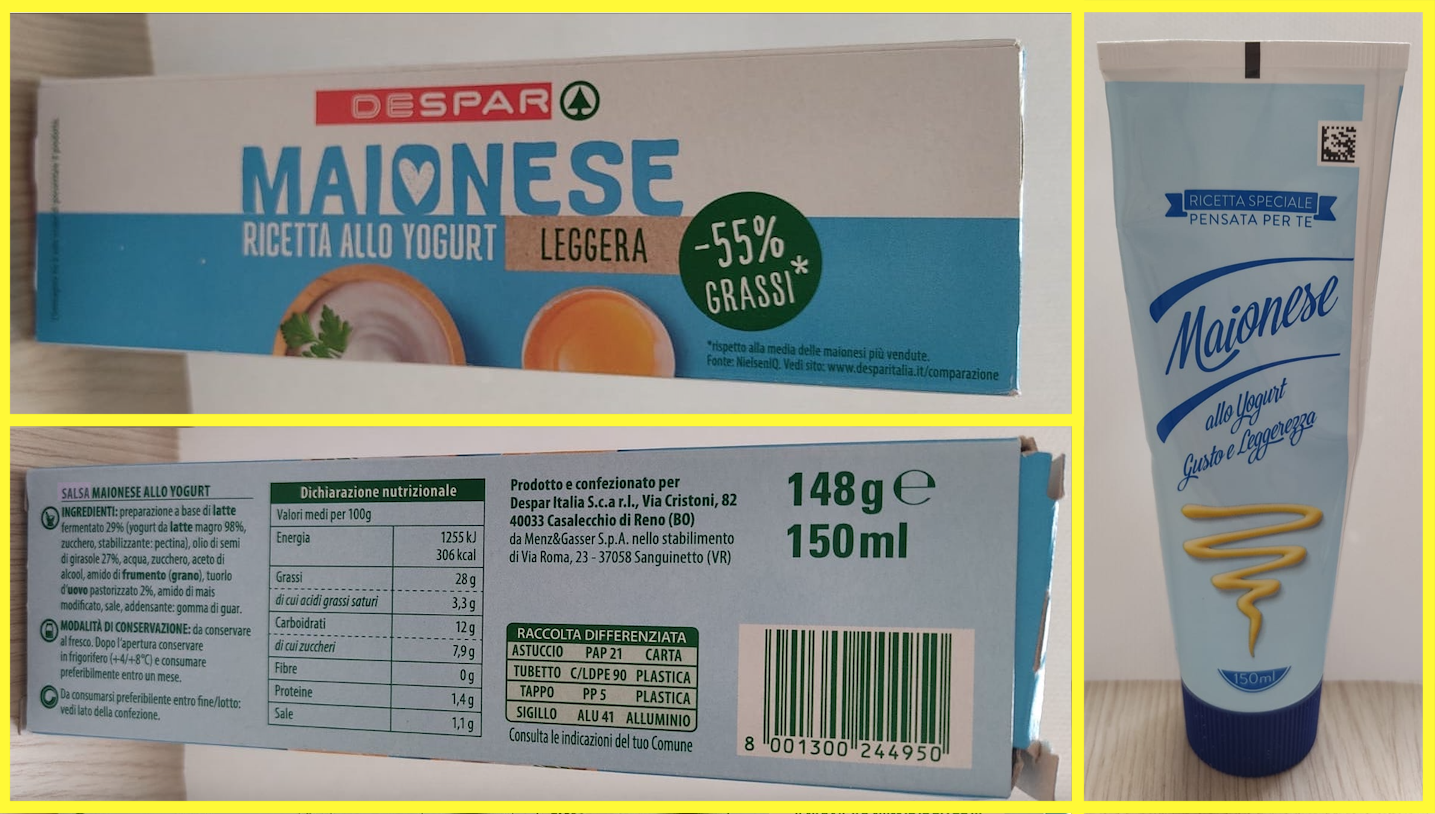 DESPAR
MAIONESE
RICETTA ALLO YOGURT
LEGGERA
-55%
GRASSI*
*rispetto alla media delle maionesi più vendute.
Fonte: NielsenIQ. Vedi sito: www.desparitalia.it/comparazione
SALSA MAIONESE ALLO YOGURT
INGREDIENTI: preparazione a base di latte
fermentato 29% (yogurt da latte magro 98%,
zucchero, stabilizzante: pectina), olio di semi
di girasole 27%, acqua, zucchero, aceto di
alcool, amido di frumento (grano), tuorlo
d'uovo pastorizzato 2%, amido di mais
modificato, sale, addensante: gomma di guar.
MODALITÀ DI CONSERVAZIONE: da conservare
al fresco. Dopo l'apertura conservare
in frigorifero (+4/+8°C) e consumare
preferibilmente entro un mese.
Da consumarsi preferibilente entro fine/lotto:
vedi lato della confezione.
Dichiarazione nutrizionale
Valori medi per 100g
Energia 1255 kJ
306 kcal
Grassi 28 g
di cui acidi grassi saturi 3,3 g
Carboidrati 12 g
di cui zuccheri 7,9 g
Fibre 0 g
Proteine 1,4 g
Sale 1,1 g
Prodotto e confezionato per
Despar Italia S.c.a r.l., Via Cristoni, 82
40033 Casalecchio di Reno (BO)
da Menz&Gasser S.p.A. nello stabilimento
di Via Roma, 23 - 37058 Sanguinetto (VR)
RACCOLTA DIFFERENZIATA
ASTUCCIO PAP 21 CARTA
TUBETTO C/LDPE 90 PLASTICA
TAPPO PP 5 PLASTICA
SIGILLO ALU 41 ALLUMINIO
Consulta le indicazioni del tuo Comune
148 g e
150 ml
8 001300 244950
RICETTA SPECIALE
PENSATA PER TE
Maionese
allo Yogurt
Gusto e Leggerezza
150 ml